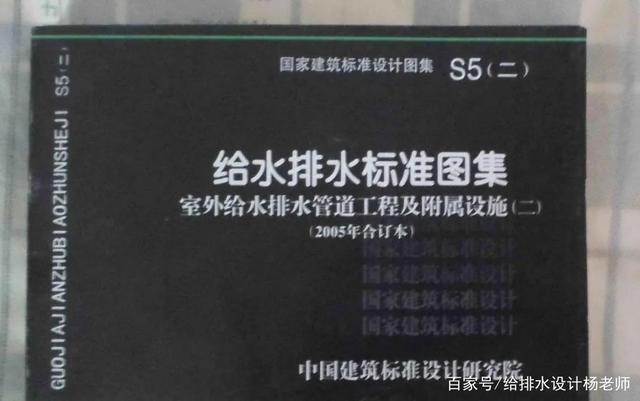 国家建筑标准设计图集 S5(二)
给水排水标准图集
室外给水排水管道工程及附属设施(二)
(2005年合订本)
国家建筑标准设计
国家建筑标准设计
国家建筑标准设计
国家建筑标准设计
中国建筑标准设计研究院
GUOJIAJIANZHUBIAOZHUNSHEJI S5(二)
百家号/给排水设计杨老师